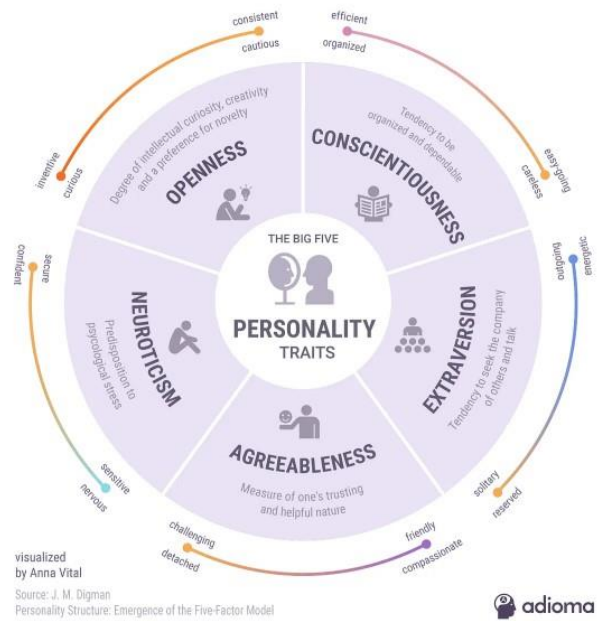 consistent
cautious
efficient
organized
inventive
curious
Degree of intellectual curiosity, creativity
and a preference for novelty
OPENNESS
Tendency to be
organized and dependable
CONSCIENTIOUSNESS
easy-going
careless
THE BIG FIVE
PERSONALITY
TRAITS
secure
confident
NEUROTICISM
Predisposition to
psycological stress
sensitive
nervous
energetic
outgoing
EXTRAVERSION
Tendency to seek the company
of others and talk
solitary
reserved
AGREEABLENESS
Measure of one's trusting
and helpful nature
challenging
detached
friendly
compassionate
visualized
by Anna Vital
Source: J. M. Digman
Personality Structure: Emergence of the Five-Factor Model
adioma